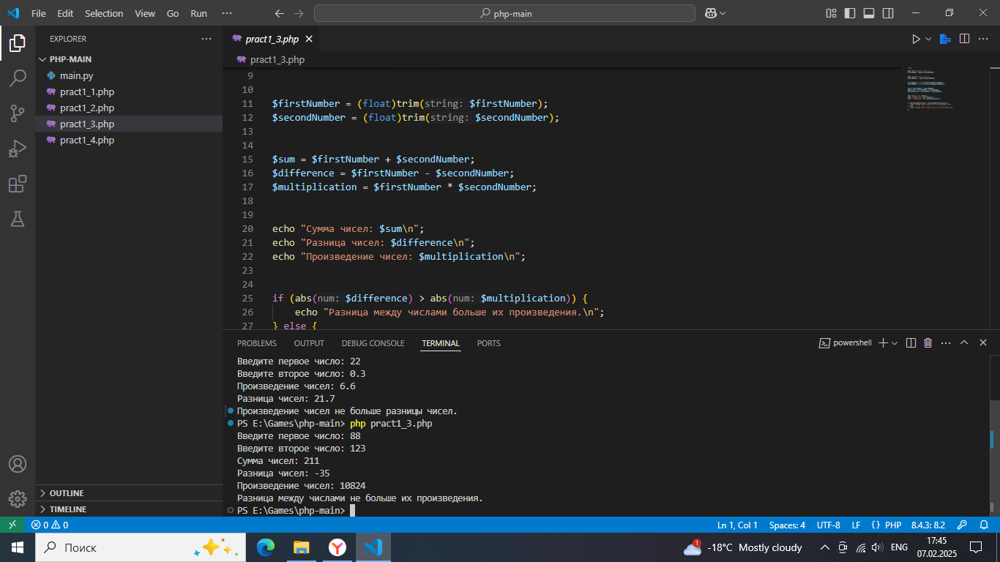 File Edit Selection View Go Run ··· php-main
EXPLORER
PHP-MAIN
main.py
pract1_1.php
pract1_2.php
pract1_3.php
pract1_4.php
OUTLINE
TIMELINE
pract1_3.php
pract1_3.php
9
10
11 $firstNumber = (float)trim(string: $firstNumber);
12 $secondNumber = (float)trim(string: $secondNumber);
13
14
15 $sum = $firstNumber + $secondNumber;
16 $difference = $firstNumber - $secondNumber;
17 $multiplication = $firstNumber * $secondNumber;
18
19
20 echo "Сумма чисел: $sum\n";
21 echo "Разница чисел: $difference\n";
22 echo "Произведение чисел: $multiplication\n";
23
24
25 if (abs(num: $difference) > abs(num: $multiplication)) {
26 echo "Разница между числами больше их произведения.\n";
27 } else {
PROBLEMS OUTPUT DEBUG CONSOLE TERMINAL PORTS powershell
Введите первое число: 22
Введите второе число: 0.3
Произведение чисел: 6.6
Разница чисел: 21.7
Произведение чисел не больше разницы чисел.
PS E:\Games\php-main> php pract1_3.php
Введите первое число: 88
Введите второе число: 123
Сумма чисел: 211
Разница чисел: -35
Произведение чисел: 10824
Разница между числами не больше их произведения.
PS E:\Games\php-main>
0 0 Ln 1, Col 1 Spaces: 4 UTF-8 LF {} PHP 8.4.3: 8.2
Поиск 1 -18°C Mostly cloudy ENG 17:45
07.02.2025